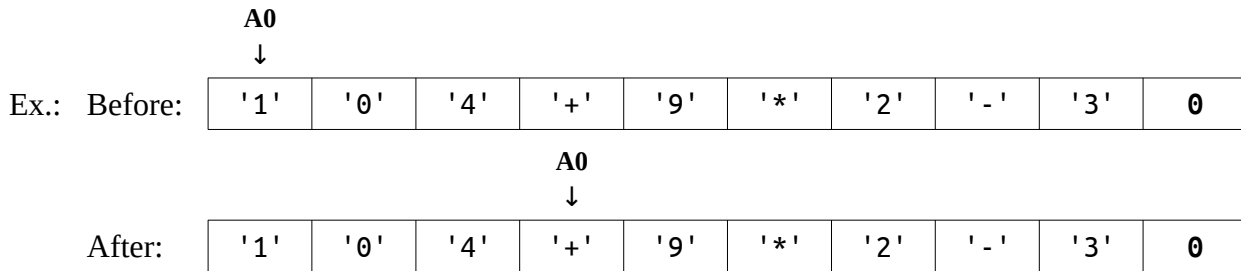 A0
↓
Ex.: Before: '1' '0' '4' '+' '9' '*' '2' '-' '3' 0
A0
↓
After: '1' '0' '4' '+' '9' '*' '2' '-' '3' 0